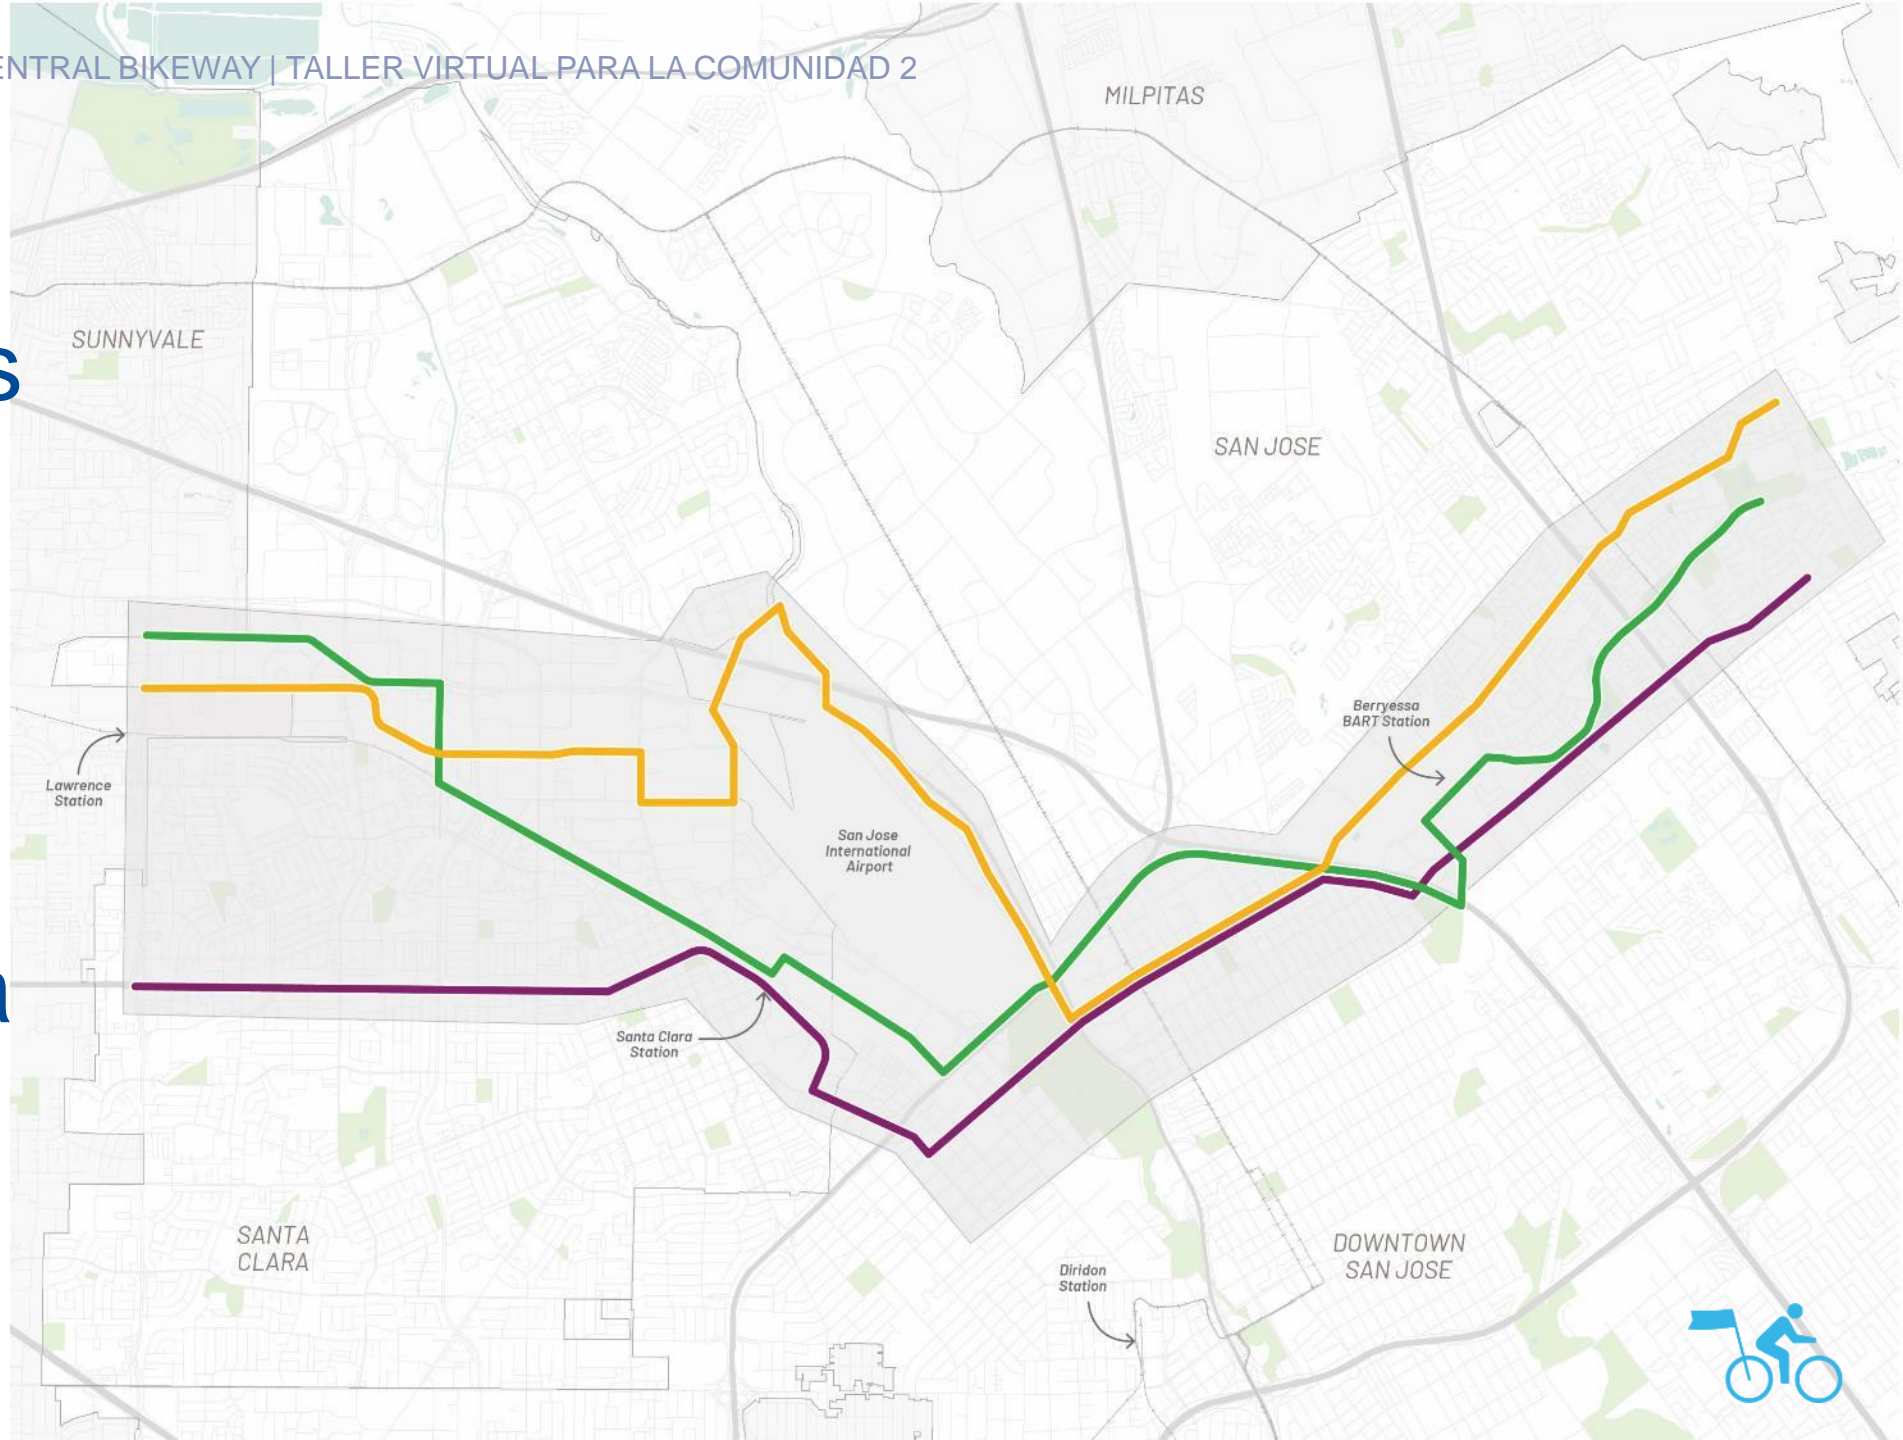 ENTRAL BIKEWAY | TALLER VIRTUAL PARA LA COMUNIDAD 2
MILPITAS
SUNNYVALE
s
SAN JOSE
Berryessa
BART Station
Lawrence
Station
San Jose
International
Airport
a
Santa Clara
Station
SANTA
CLARA
DOWNTOWN
SAN JOSE
Diridon
Station